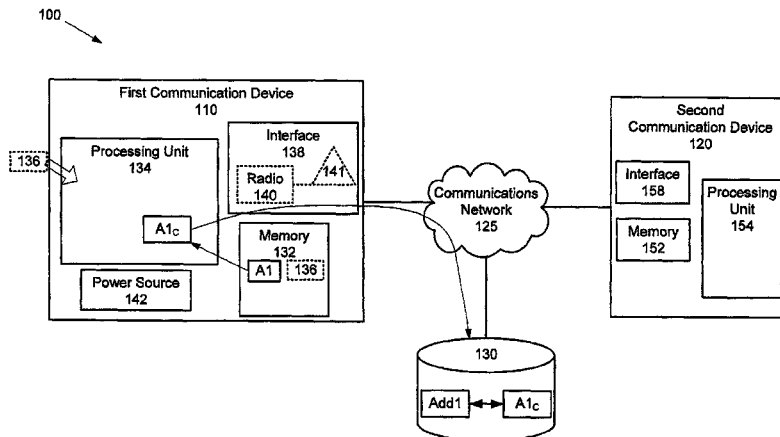 100
First Communication Device
110
136
Processing Unit
134
A1c
Power Source
142
Interface
138
Radio
140
141
Memory
132
A1
136
Communications
Network
125
Second
Communication Device
120
Interface
158
Memory
152
Processing
Unit
154
130
Add1
A1c